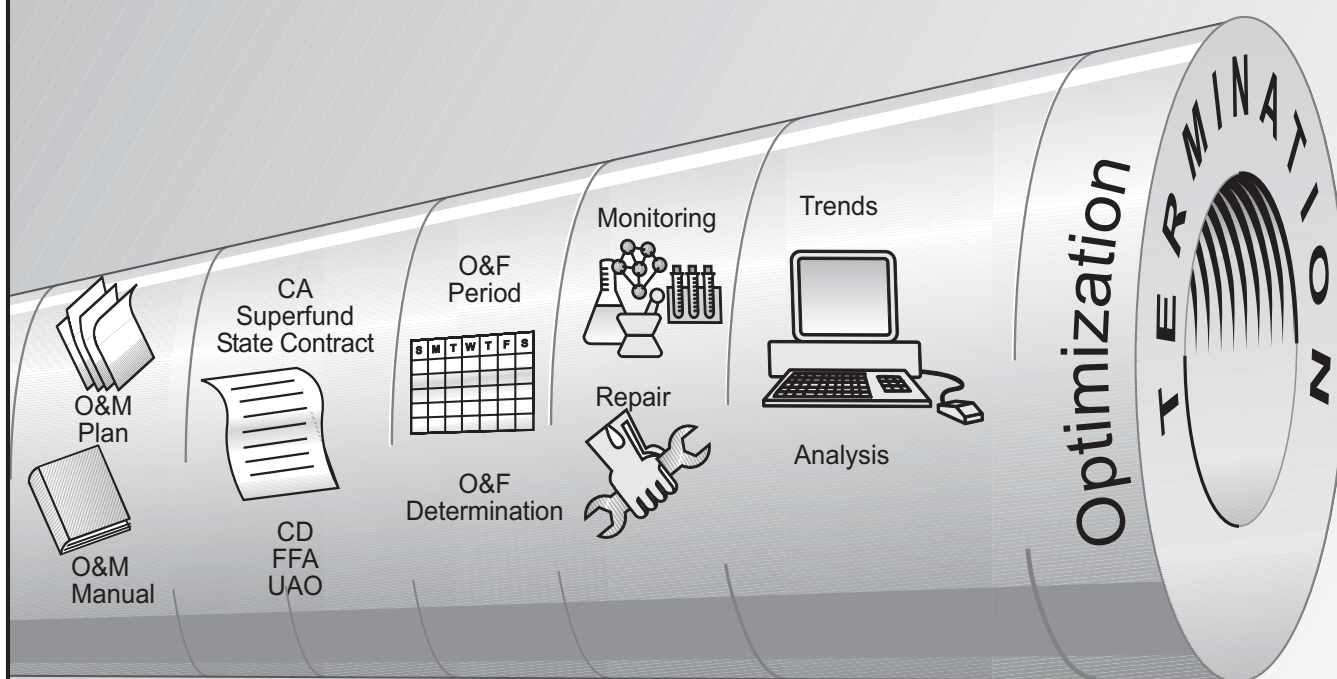 O&M
Plan
O&M
Manual
CA
Superfund
State Contract
CD
FFA
UAO
O&F
Period
S M T W T F S
O&F
Determination
Monitoring
Repair
Trends
Analysis
Optimization
TERMINATION